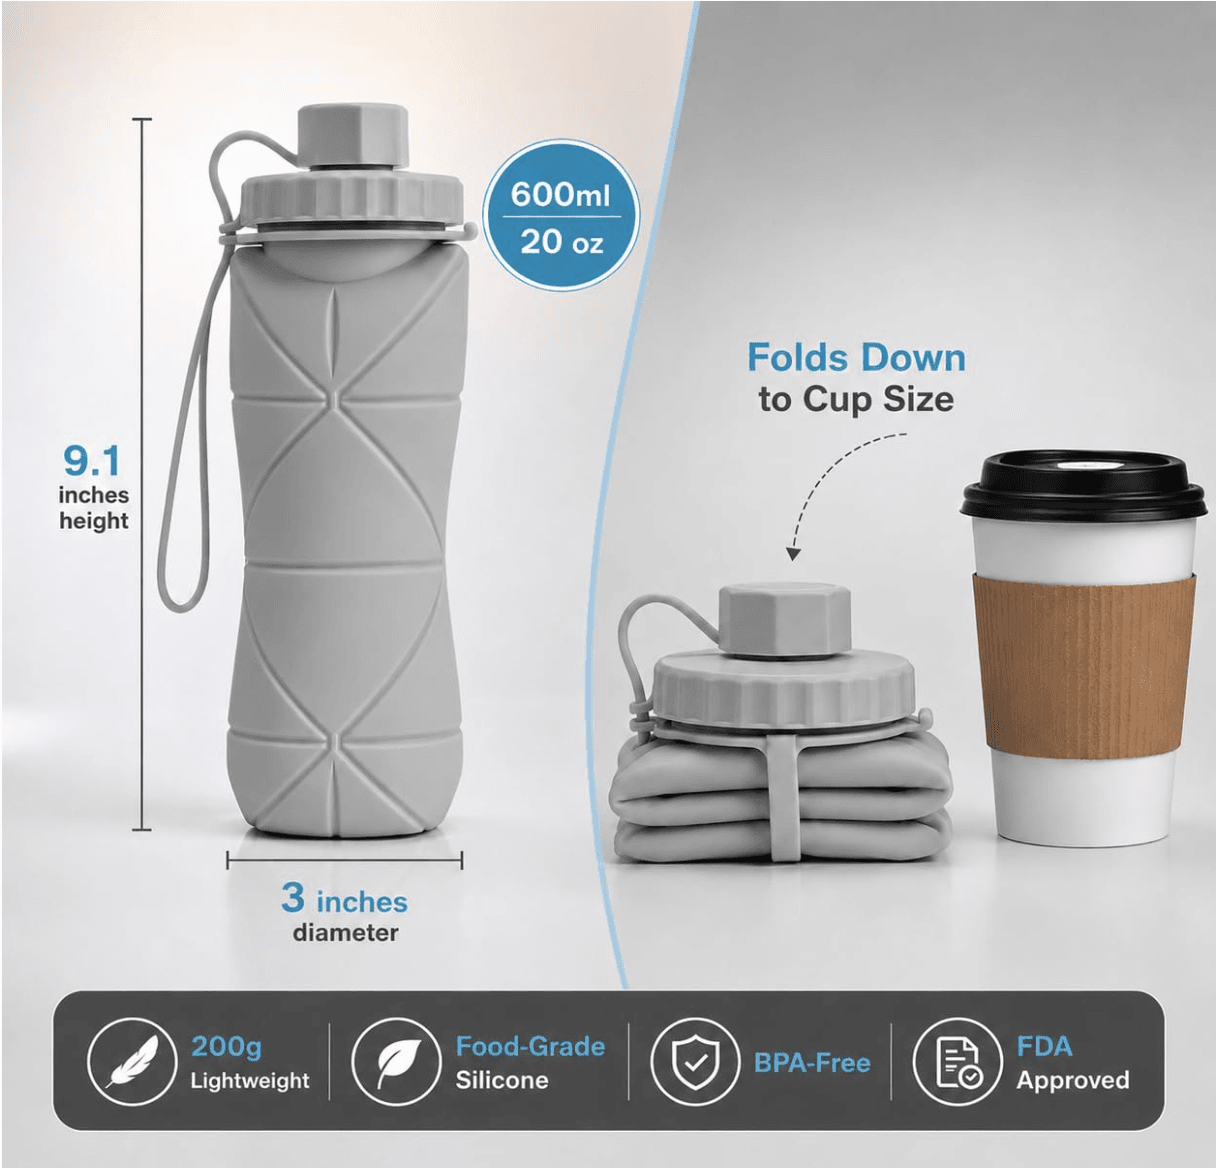 600ml
20 oz
9.1
inches
height
3 inches
diameter
Folds Down
to Cup Size
200g
Lightweight
Food-Grade
Silicone
BPA-Free
FDA
Approved